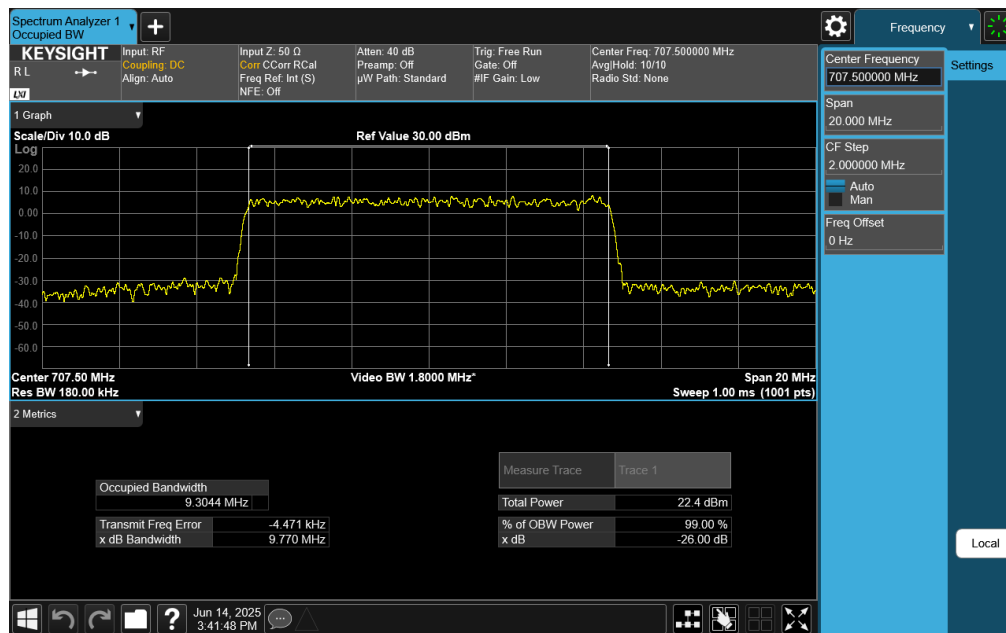 Spectrum Analyzer 1
Occupied BW
Frequency
KEYSIGHT
R L
LXI
Input: RF
Coupling: DC
Align: Auto
Input Z: 50 Ω
Corr CCorr RCal
Freq Ref: Int (S)
NFE: Off
Atten: 40 dB
Preamp: Off
µW Path: Standard
Trig: Free Run
Gate: Off
#IF Gain: Low
Center Freq: 707.500000 MHz
Avg|Hold: 10/10
Radio Std: None
Center Frequency
707.500000 MHz
Settings
Span
20.000 MHz
CF Step
2.000000 MHz
Auto
Man
Freq Offset
0 Hz
Local
1 Graph
Scale/Div 10.0 dB
Ref Value 30.00 dBm
Log
20.0
10.0
0.00
-10.0
-20.0
-30.0
-40.0
-50.0
-60.0
Center 707.50 MHz
Video BW 1.8000 MHz*
Span 20 MHz
Res BW 180.00 kHz
Sweep 1.00 ms (1001 pts)
2 Metrics
Measure Trace Trace 1
Occupied Bandwidth
9.3044 MHz
Total Power 22.4 dBm
Transmit Freq Error -4.471 kHz
% of OBW Power 99.00 %
x dB Bandwidth 9.770 MHz
x dB -26.00 dB
Jun 14, 2025
3:41:48 PM